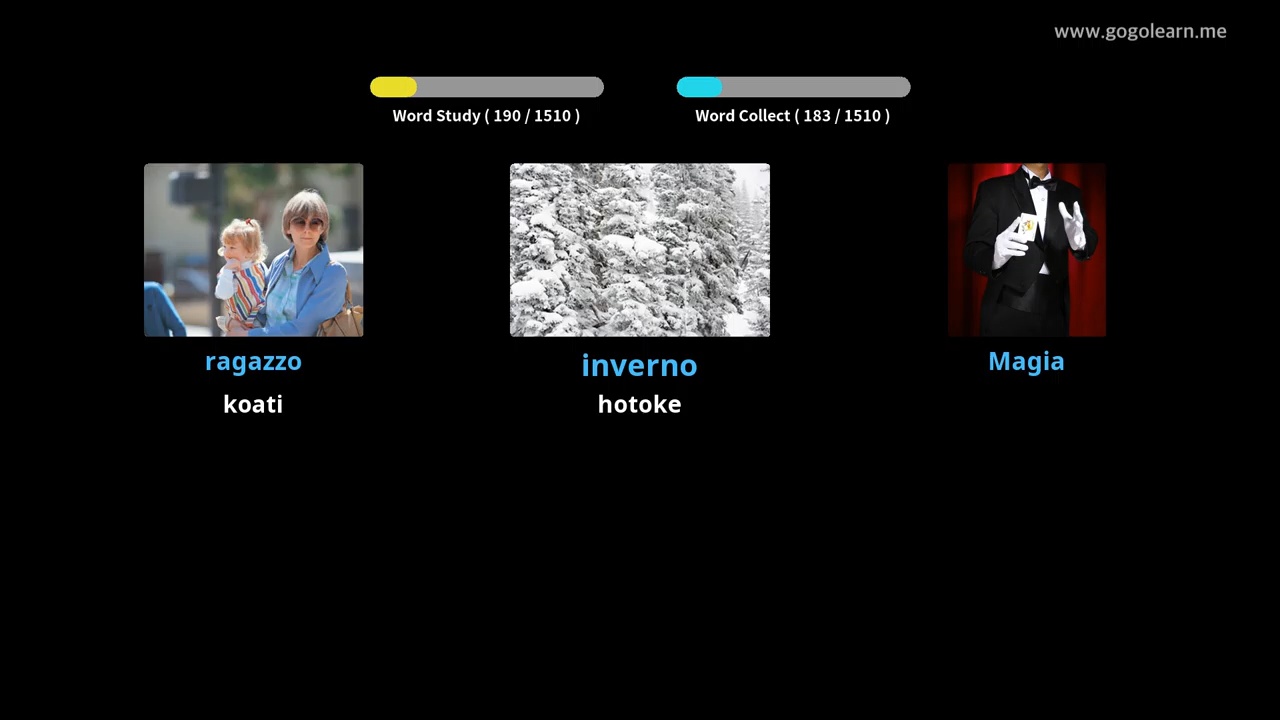 www.gogolearn.me
Word Study ( 190 / 1510 )
Word Collect ( 183 / 1510 )
ragazzo
inverno
Magia
koati
hotoke